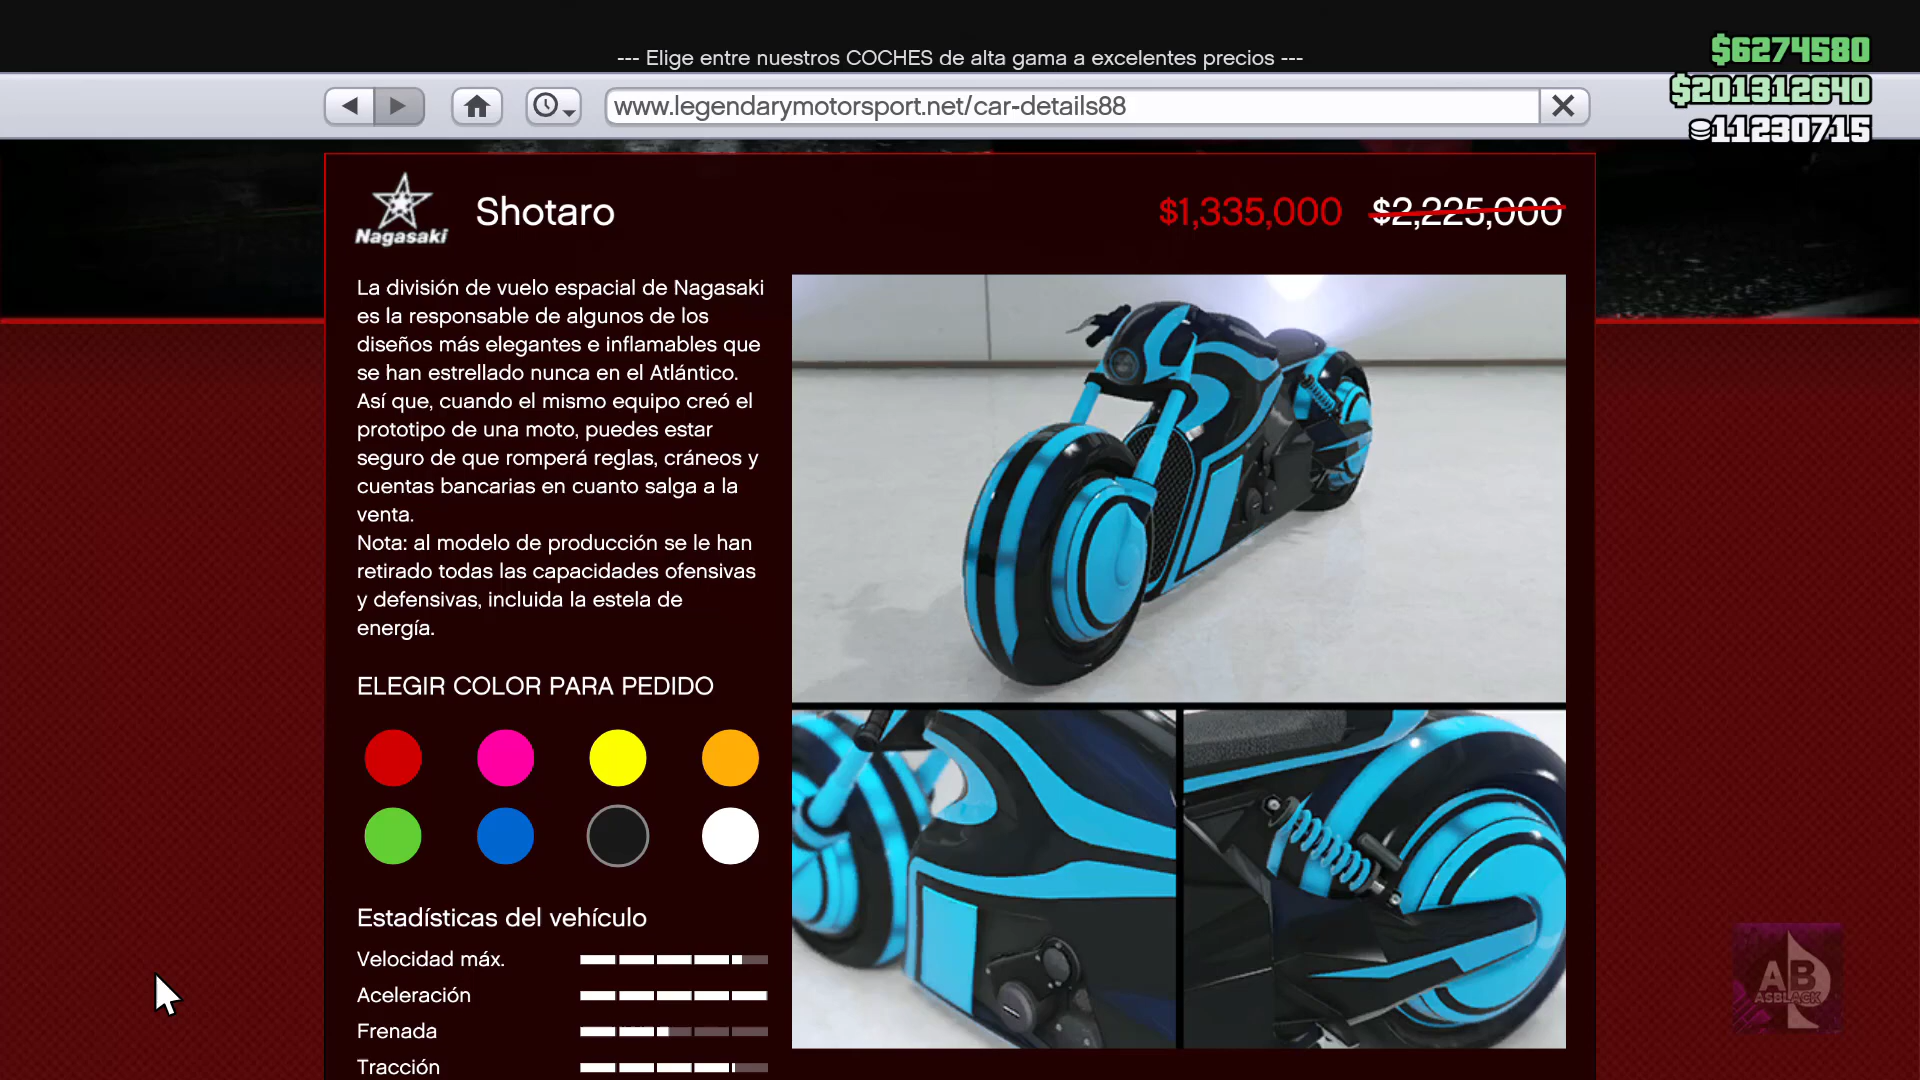 --- Elige entre nuestros COCHES de alta gama a excelentes precios ---
$6274580
www.legendarymotorsport.net/car-details88
$201312640
11230715
Nagasaki
Shotaro
$1,335,000 $2,225,000
La división de vuelo espacial de Nagasaki
es la responsable de algunos de los
diseños más elegantes e inflamables que
se han estrellado nunca en el Atlántico.
Así que, cuando el mismo equipo creó el
prototipo de una moto, puedes estar
seguro de que romperá reglas, cráneos y
cuentas bancarias en cuanto salga a la
venta.
Nota: al modelo de producción se le han
retirado todas las capacidades ofensivas
y defensivas, incluida la estela de
energía.
ELEGIR COLOR PARA PEDIDO
Estadísticas del vehículo
Velocidad máx.
Aceleración
Frenada
Tracción
AB
ASBLACK